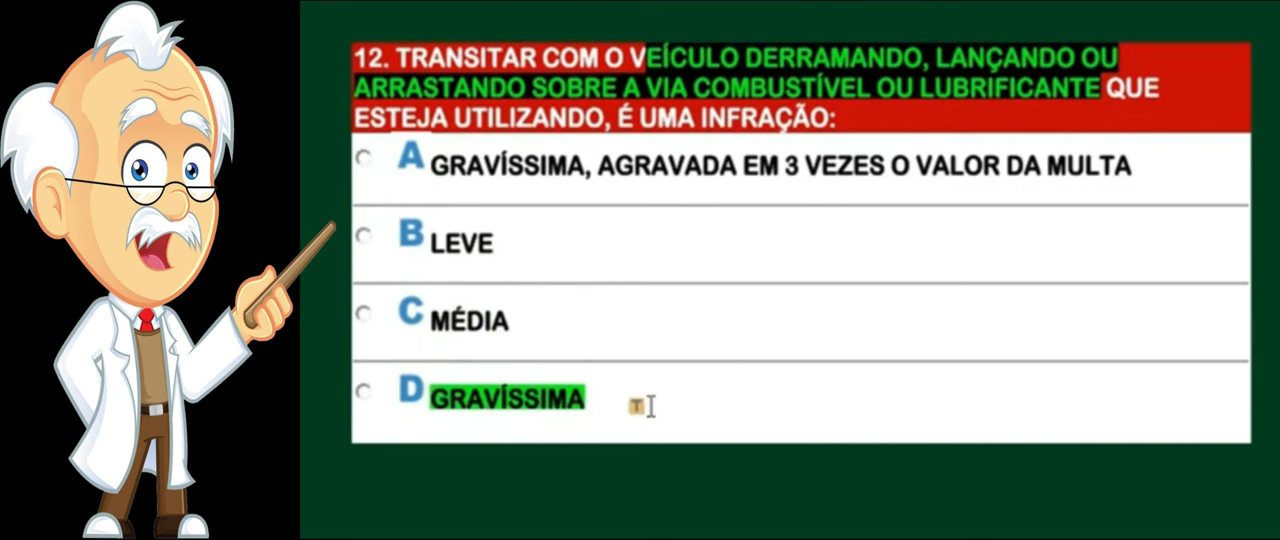 12. TRANSITAR COM O VEÍCULO DERRAMANDO, LANÇANDO OU
ARRASTANDO SOBRE A VIA COMBUSTÍVEL OU LUBRIFICANTE QUE
ESTEJA UTILIZANDO, É UMA INFRAÇÃO:
A GRAVÍSSIMA, AGRAVADA EM 3 VEZES O VALOR DA MULTA
B LEVE
C MÉDIA
D GRAVÍSSIMA
T